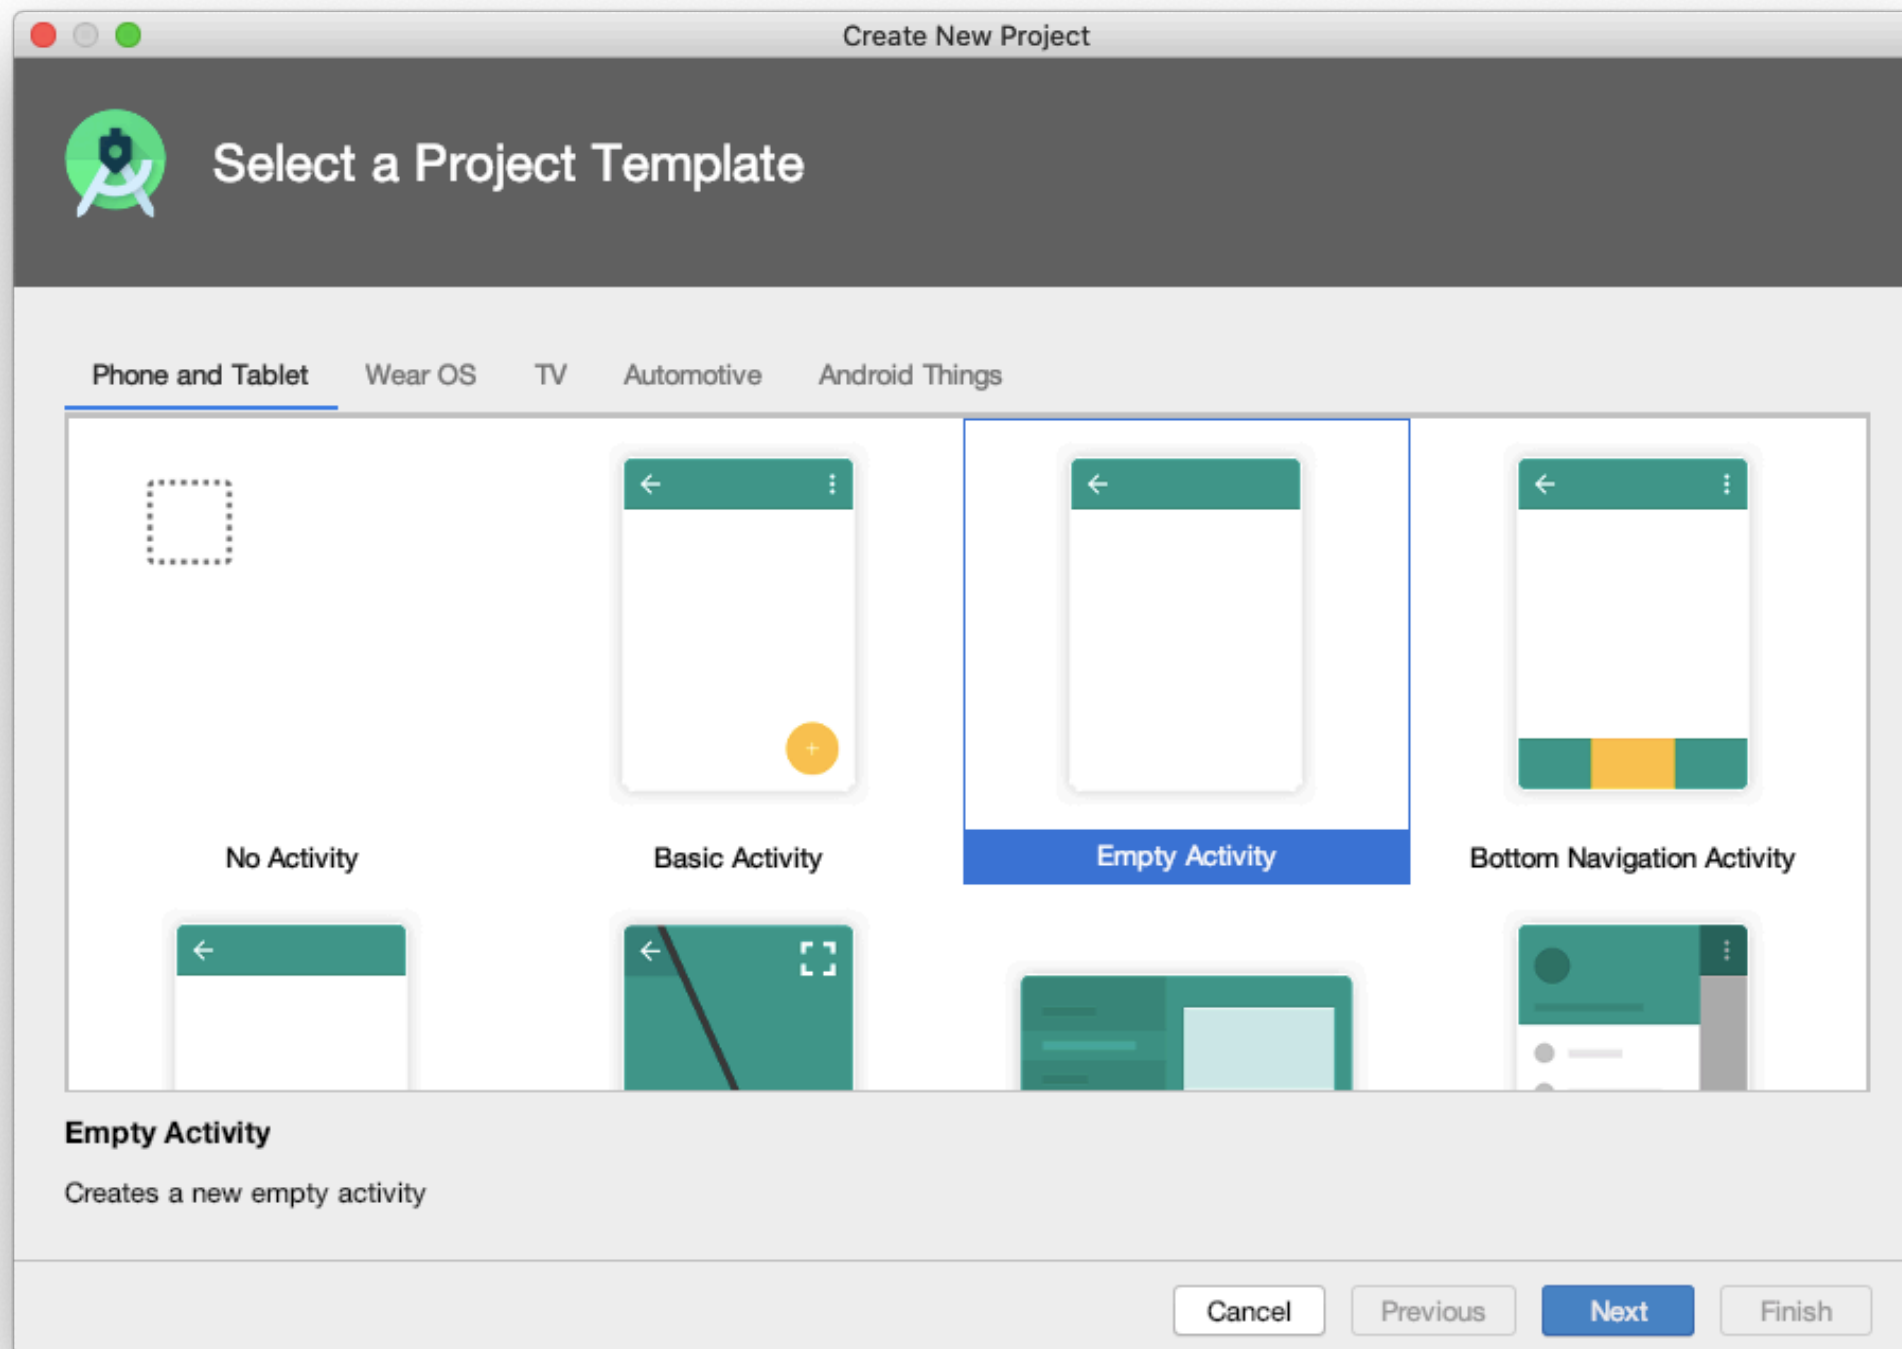 Create New Project
Select a Project Template
Phone and Tablet
Wear OS
TV
Automotive
Android Things
No Activity
Basic Activity
Empty Activity
Bottom Navigation Activity
Empty Activity
Creates a new empty activity
Cancel
Previous
Next
Finish